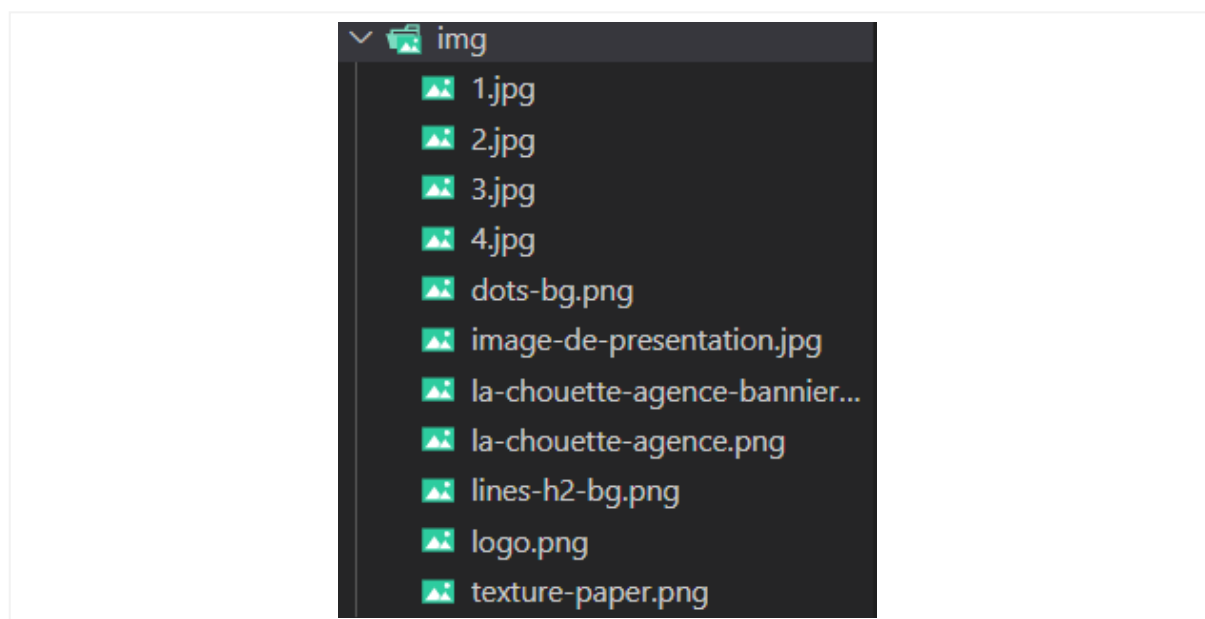 img
1.jpg
2.jpg
3.jpg
4.jpg
dots-bg.png
image-de-presentation.jpg
la-chouette-agence-bannier...
la-chouette-agence.png
lines-h2-bg.png
logo.png
texture-paper.png